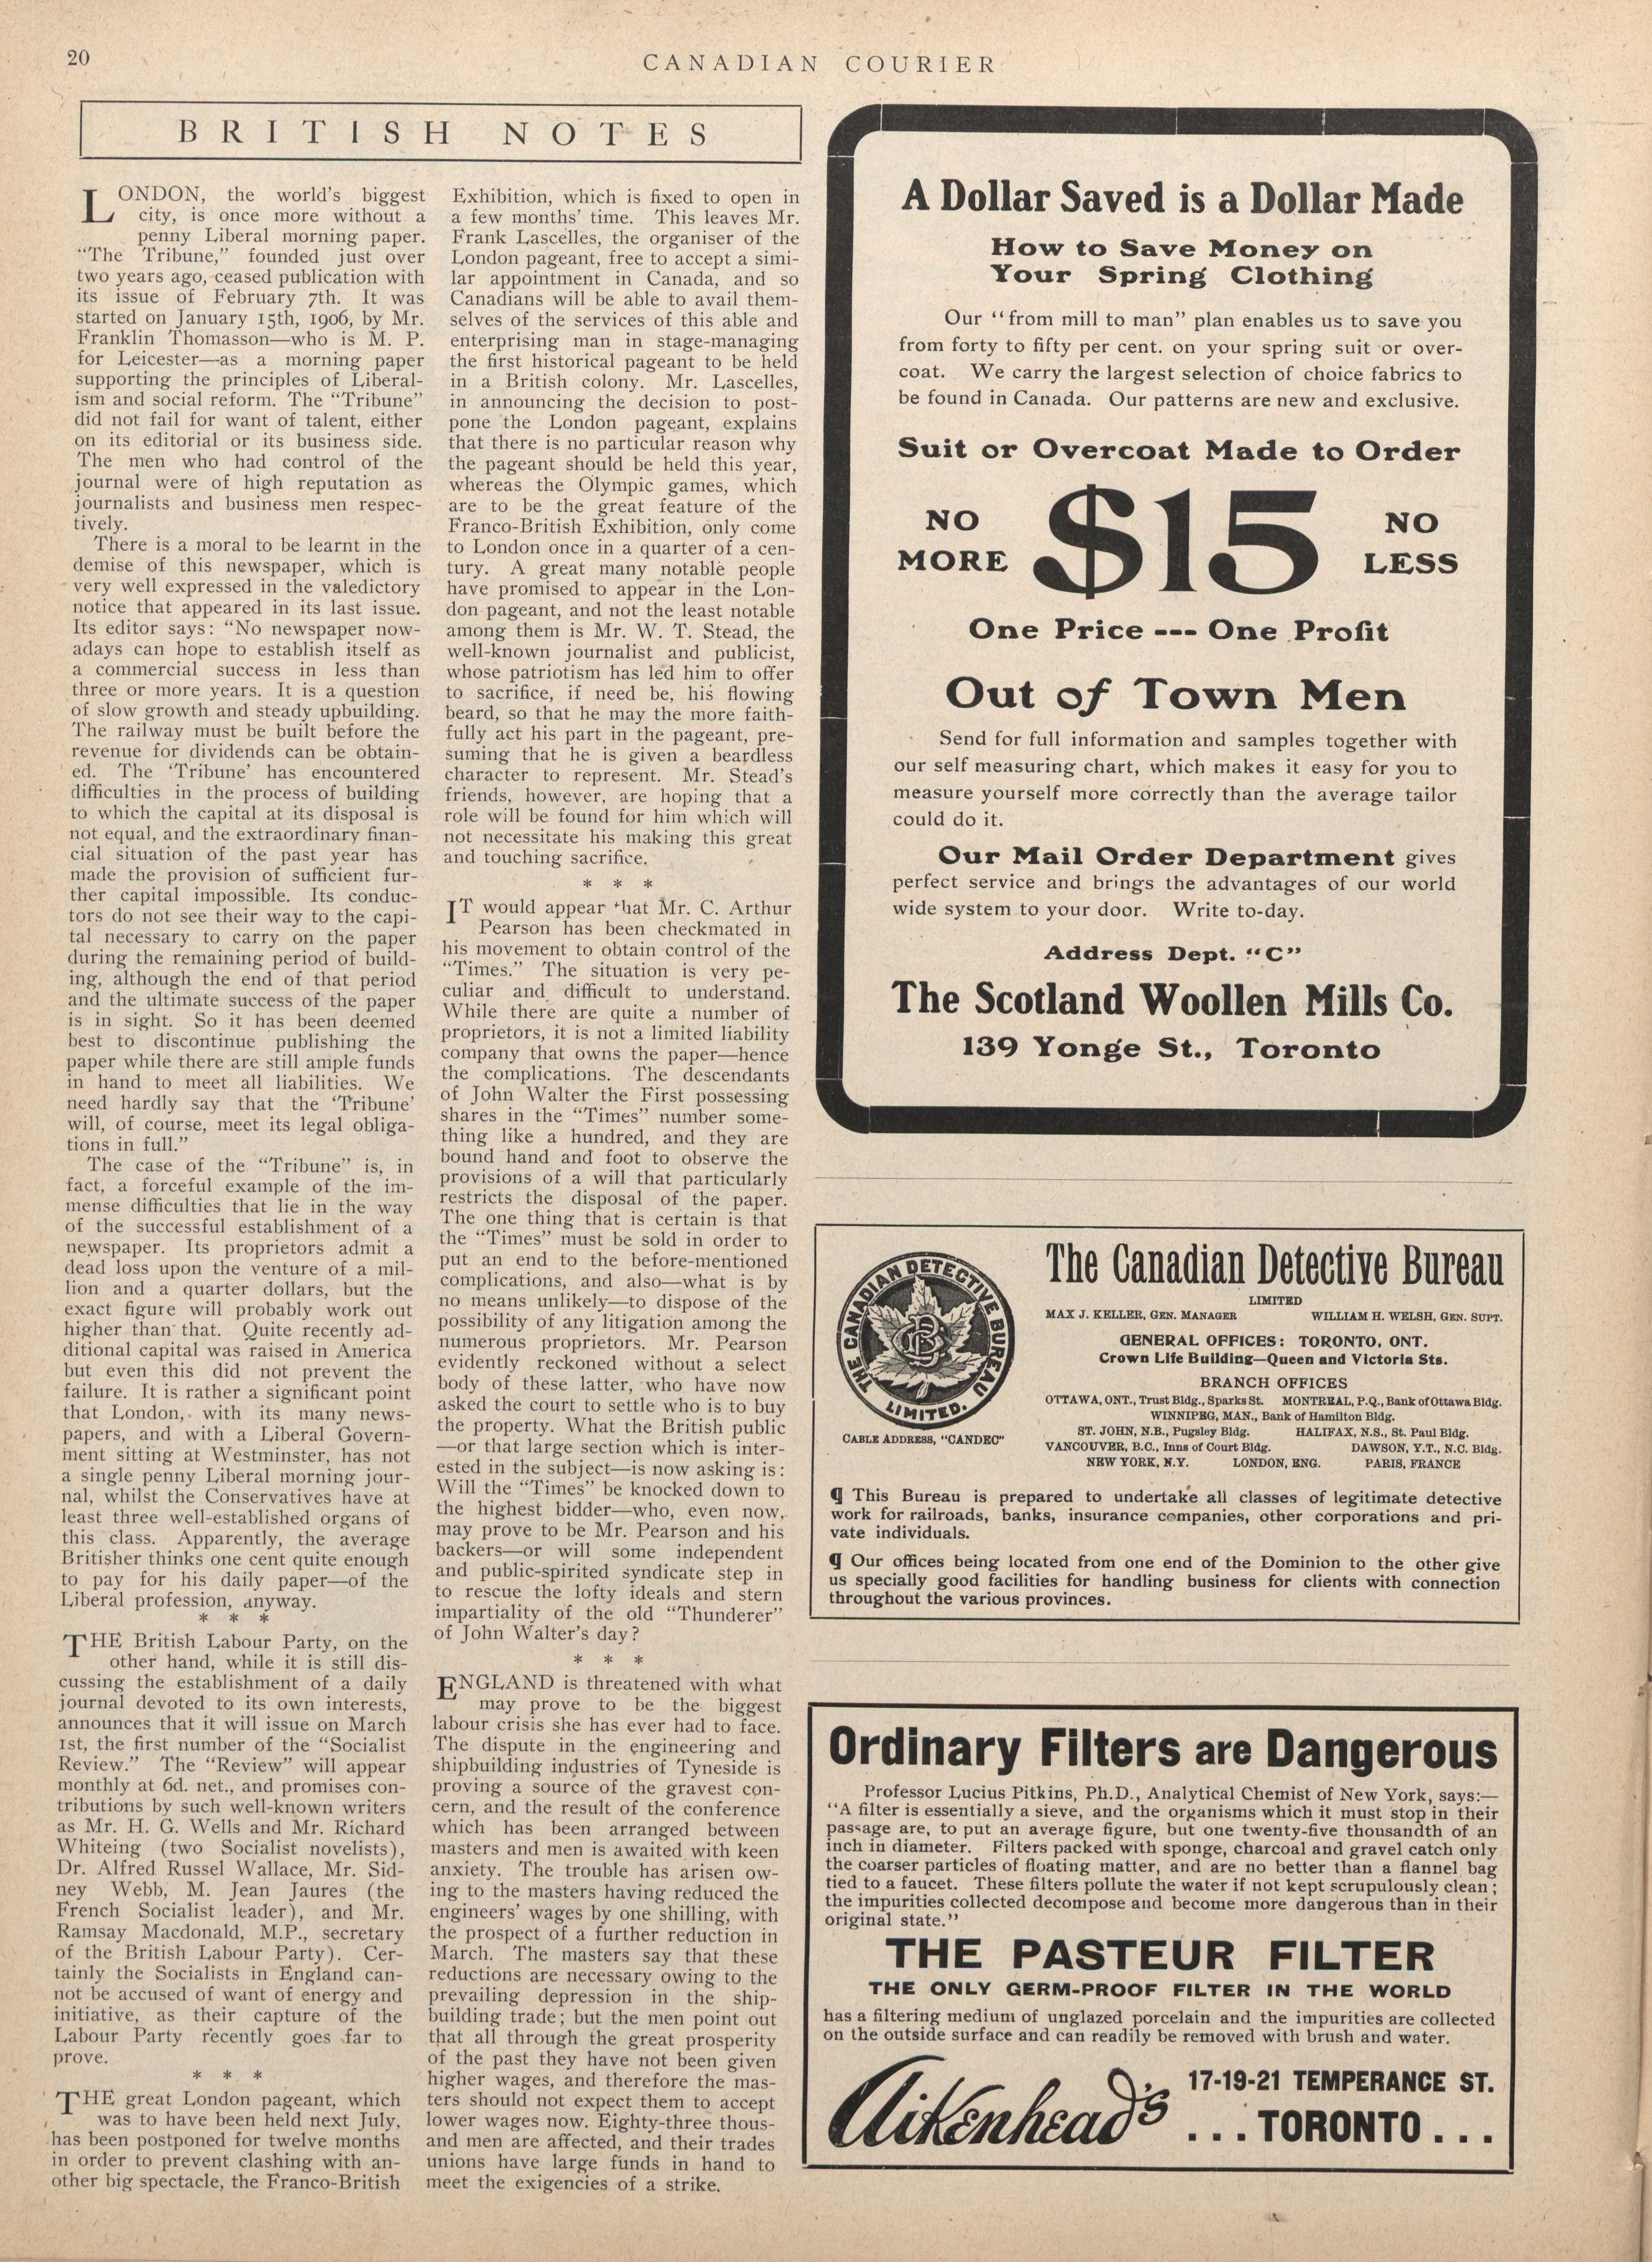 20
CANADIAN COURIER
BRITISH NOTES
LONDON, the world's biggest
city, is once more without a
penny Liberal morning paper.
"The Tribune," founded just over
two years ago, ceased publication with
its issue of February 7th. It was
started on January 15th, 1906, by Mr.
Franklin Thomasson—who is M. P.
for Leicester—as a morning paper
supporting the principles of Liberal-
ism and social reform. The "Tribune"
did not fail for want of talent, either
on its editorial or its business side.
The men who had control of the
journal were of high reputation as
journalists and business men respec-
tively.
There is a moral to be learnt in the
demise of this newspaper, which is
very well expressed in the valedictory
notice that appeared in its last issue.
Its editor says: "No newspaper now-
adays can hope to establish itself as
a commercial success in less than
three or more years. It is a question
of slow growth and steady upbuilding.
The railway must be built before the
revenue for dividends can be obtain-
ed. The 'Tribune' has encountered
difficulties in the process of building
to which the capital at its disposal is
not equal, and the extraordinary finan-
cial situation of the past year has
made the provision of sufficient fur-
ther capital impossible. Its conduc-
tors do not see their way to the capi-
tal necessary to carry on the paper
during the remaining period of build-
ing, although the end of that period
and the ultimate success of the paper
is in sight. So it has been deemed
best to discontinue publishing the
paper while there are still ample funds
in hand to meet all liabilities. We
need hardly say that the 'Tribune'
will, of course, meet its legal obliga-
tions in full."
The case of the "Tribune" is, in
fact, a forceful example of the im-
mense difficulties that lie in the way
of the successful establishment of a
newspaper. Its proprietors admit a
dead loss upon the venture of a mil-
lion and a quarter dollars, but the
exact figure will probably work out
higher than that. Quite recently ad-
ditional capital was raised in America
but even this did not prevent the
failure. It is rather a significant point
that London, with its many news-
papers, and with a Liberal Govern-
ment sitting at Westminster, has not
a single penny Liberal morning jour-
nal, whilst the Conservatives have at
least three well-established organs of
this class. Apparently, the average
Britisher thinks one cent quite enough
to pay for his daily paper—of the
Liberal profession, anyway.
* * *
THE British Labour Party, on the
other hand, while it is still dis-
cussing the establishment of a daily
journal devoted to its own interests,
announces that it will issue on March
1st, the first number of the "Socialist
Review." The "Review" will appear
monthly at 6d. net., and promises con-
tributions by such well-known writers
as Mr. H. G. Wells and Mr. Richard
Whiteing (two Socialist novelists),
Dr. Alfred Russel Wallace, Mr. Sid-
ney Webb, M. Jean Jaures (the
French Socialist leader), and Mr.
Ramsay Macdonald, M.P., secretary
of the British Labour Party). Cer-
tainly the Socialists in England can-
not be accused of want of energy and
initiative, as their capture of the
Labour Party recently goes far to
prove.
* * *
THE great London pageant, which
was to have been held next July,
has been postponed for twelve months
in order to prevent clashing with an-
other big spectacle, the Franco-British
Exhibition, which is fixed to open in
a few months' time. This leaves Mr.
Frank Lascelles, the organiser of the
London pageant, free to accept a simi-
lar appointment in Canada, and so
Canadians will be able to avail them-
selves of the services of this able and
enterprising man in stage-managing
the first historical pageant to be held
in a British colony. Mr. Lascelles,
in announcing the decision to post-
pone the London pageant, explains
that there is no particular reason why
the pageant should be held this year,
whereas the Olympic games, which
are to be the great feature of the
Franco-British Exhibition, only come
to London once in a quarter of a cen-
tury. A great many notable people
have promised to appear in the Lon-
don pageant, and not the least notable
among them is Mr. W. T. Stead, the
well-known journalist and publicist,
whose patriotism has led him to offer
to sacrifice, if need be, his flowing
beard, so that he may the more faith-
fully act his part in the pageant, pre-
suming that he is given a beardless
character to represent. Mr. Stead's
friends, however, are hoping that a
role will be found for him which will
not necessitate his making this great
and touching sacrifice.
* * *
IT would appear that Mr. C. Arthur
Pearson has been checkmated in
his movement to obtain control of the
"Times." The situation is very pe-
culiar and difficult to understand.
While there are quite a number of
proprietors, it is not a limited liability
company that owns the paper—hence
the complications. The descendants
of John Walter the First possessing
shares in the "Times" number some-
thing like a hundred, and they are
bound hand and foot to observe the
provisions of a will that particularly
restricts the disposal of the paper.
The one thing that is certain is that
the "Times" must be sold in order to
put an end to the before-mentioned
complications, and also—what is by
no means unlikely—to dispose of the
possibility of any litigation among the
numerous proprietors. Mr. Pearson
evidently reckoned without a select
body of these latter, who have now
asked the court to settle who is to buy
the property. What the British public
—or that large section which is inter-
ested in the subject—is now asking is:
Will the "Times" be knocked down to
the highest bidder—who, even now,
may prove to be Mr. Pearson and his
backers—or will some independent
and public-spirited syndicate step in
to rescue the lofty ideals and stern
impartiality of the old "Thunderer"
of John Walter's day?
* * *
ENGLAND is threatened with what
may prove to be the biggest
labour crisis she has ever had to face.
The dispute in the engineering and
shipbuilding industries of Tyneside is
proving a source of the gravest con-
cern, and the result of the conference
which has been arranged between
masters and men is awaited with keen
anxiety. The trouble has arisen ow-
ing to the masters having reduced the
engineers' wages by one shilling, with
the prospect of a further reduction in
March. The masters say that these
reductions are necessary owing to the
prevailing depression in the ship-
building trade; but the men point out
that all through the great prosperity
of the past they have not been given
higher wages, and therefore the mas-
ters should not expect them to accept
lower wages now. Eighty-three thous-
and men are affected, and their trades
unions have large funds in hand to
meet the exigencies of a strike.
A Dollar Saved is a Dollar Made
How to Save Money on
Your Spring Clothing
Our "from mill to man" plan enables us to save you
from forty to fifty per cent. on your spring suit or over-
coat. We carry the largest selection of choice fabrics to
be found in Canada. Our patterns are new and exclusive.
Suit or Overcoat Made to Order
NO MORE $15 NO LESS
One Price --- One Profit
Out of Town Men
Send for full information and samples together with
our self measuring chart, which makes it easy for you to
measure yourself more correctly than the average tailor
could do it.
Our Mail Order Department gives
perfect service and brings the advantages of our world
wide system to your door. Write to-day.
Address Dept. "C"
The Scotland Woollen Mills Co.
139 Yonge St., Toronto
THE CANADIAN DETECTIVE BUREAU
LIMITED.
CDB
CABLE ADDRESS, "CANDEC"
The Canadian Detective Bureau
LIMITED
MAX J. KELLER, GEN. MANAGER WILLIAM H. WELSH, GEN. SUPT.
GENERAL OFFICES: TORONTO, ONT.
Crown Life Building—Queen and Victoria Sts.
BRANCH OFFICES
OTTAWA, ONT., Trust Bldg., Sparks St. MONTREAL, P.Q., Bank of Ottawa Bldg.
WINNIPEG, MAN., Bank of Hamilton Bldg.
ST. JOHN, N.B., Pugsley Bldg. HALIFAX, N.S., St. Paul Bldg.
VANCOUVER, B.C., Inns of Court Bldg. DAWSON, Y.T., N.C. Bldg.
NEW YORK, N.Y. LONDON, ENG. PARIS, FRANCE
¶ This Bureau is prepared to undertake all classes of legitimate detective
work for railroads, banks, insurance companies, other corporations and pri-
vate individuals.
¶ Our offices being located from one end of the Dominion to the other give
us specially good facilities for handling business for clients with connection
throughout the various provinces.
Ordinary Filters are Dangerous
Professor Lucius Pitkins, Ph.D., Analytical Chemist of New York, says:—
"A filter is essentially a sieve, and the organisms which it must stop in their
passage are, to put an average figure, but one twenty-five thousandth of an
inch in diameter. Filters packed with sponge, charcoal and gravel catch only
the coarser particles of floating matter, and are no better than a flannel bag
tied to a faucet. These filters pollute the water if not kept scrupulously clean;
the impurities collected decompose and become more dangerous than in their
original state."
THE PASTEUR FILTER
THE ONLY GERM-PROOF FILTER IN THE WORLD
has a filtering medium of unglazed porcelain and the impurities are collected
on the outside surface and can readily be removed with brush and water.
Aikenhead's
17-19-21 TEMPERANCE ST.
. . . TORONTO . . .